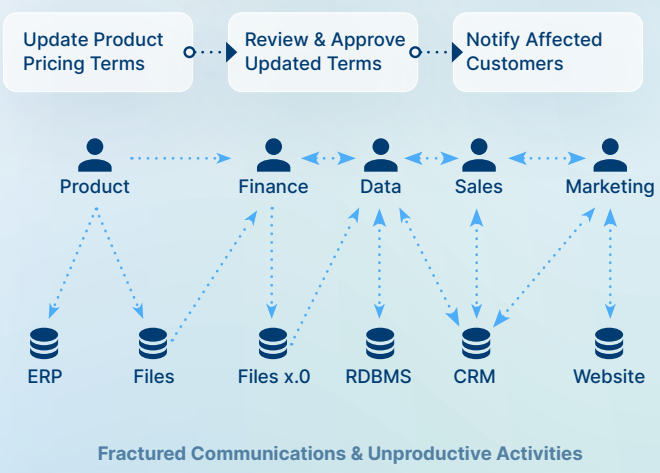 Update Product
Pricing Terms
Review & Approve
Updated Terms
Notify Affected
Customers
Product
Finance
Data
Sales
Marketing
ERP
Files
Files x.0
RDBMS
CRM
Website
Fractured Communications & Unproductive Activities